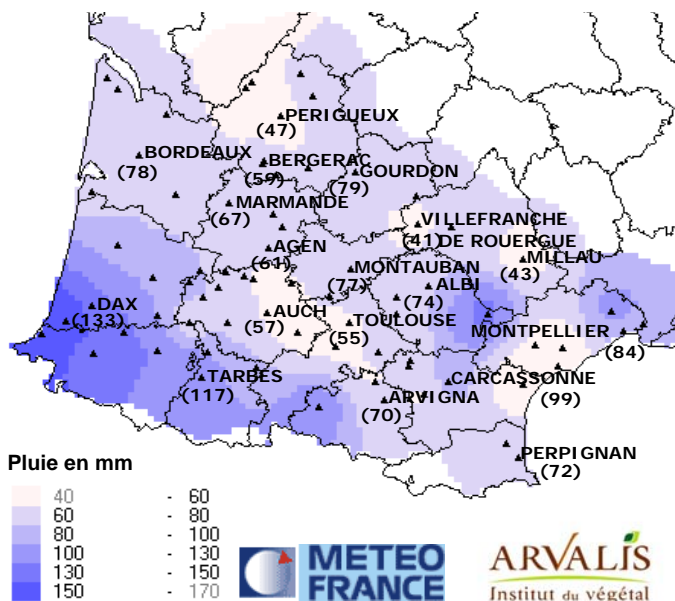 PERIGUEUX
(47)
BORDEAUX
(78)
BERGERAC
(59)
GOURDON
(79)
MARMANDE
(67)
VILLEFRANCHE
DE ROUERGUE
(41)
AGEN
(61)
MILLAU
(43)
MONTAUBAN
(77)
ALBI
(74)
DAX
(133)
AUCH
(57)
TOULOUSE
(55)
MONTPELLIER
(84)
TARBES
(117)
CARCASSONNE
(99)
ARVIGNA
(70)
PERPIGNAN
(72)
Pluie en mm
40 - 60
60 - 80
80 - 100
100 - 130
130 - 150
150 - 170
METEO
FRANCE
ARVALIS
Institut du végétal